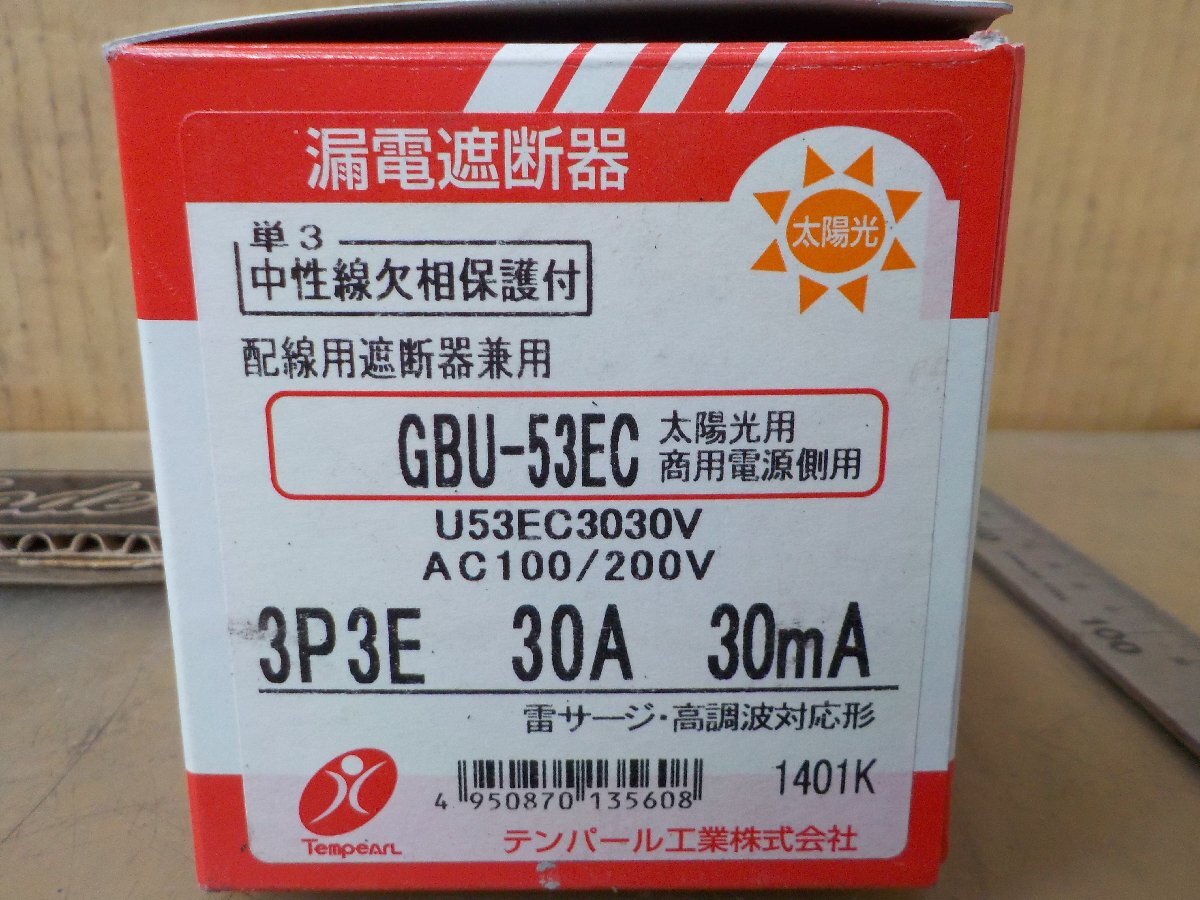 漏電遮断器
太陽光
単3
中性線欠相保護付
配線用遮断器兼用
GBU-53EC
太陽光用
商用電源側用
U53EC3030V
AC100/200V
3P3E 30A 30mA
雷サージ・高調波対応形
4 950870 135608
1401K
Tempearl
テンパール工業株式会社
100